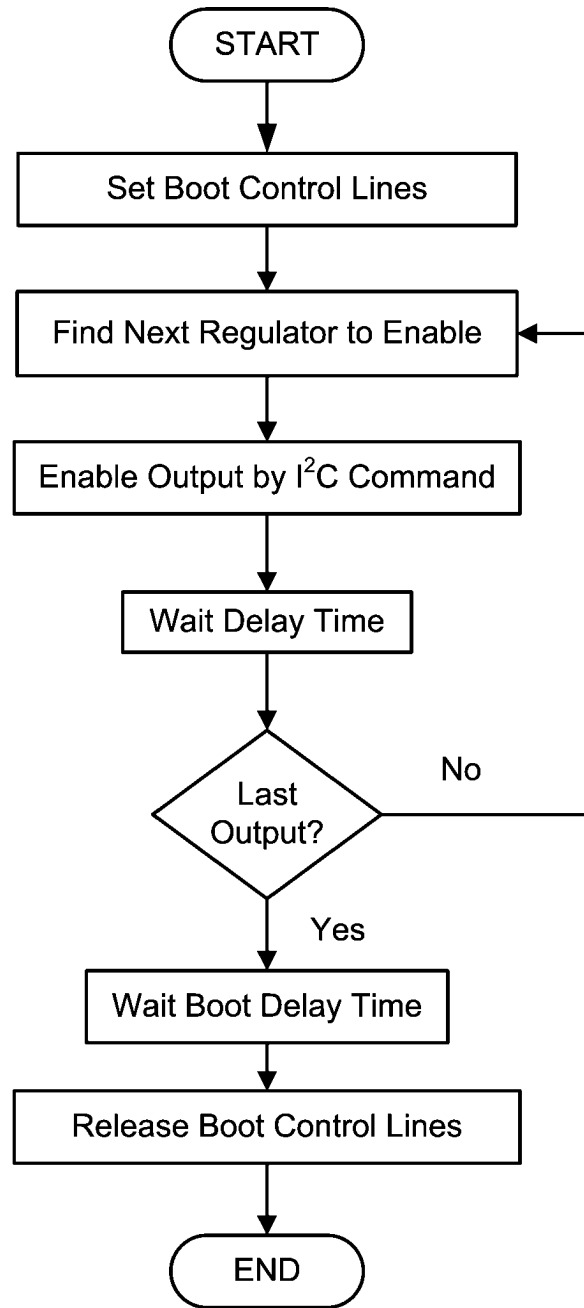 START
Set Boot Control Lines
Find Next Regulator to Enable
Enable Output by I²C Command
Wait Delay Time
Last
Output?
No
Yes
Wait Boot Delay Time
Release Boot Control Lines
END